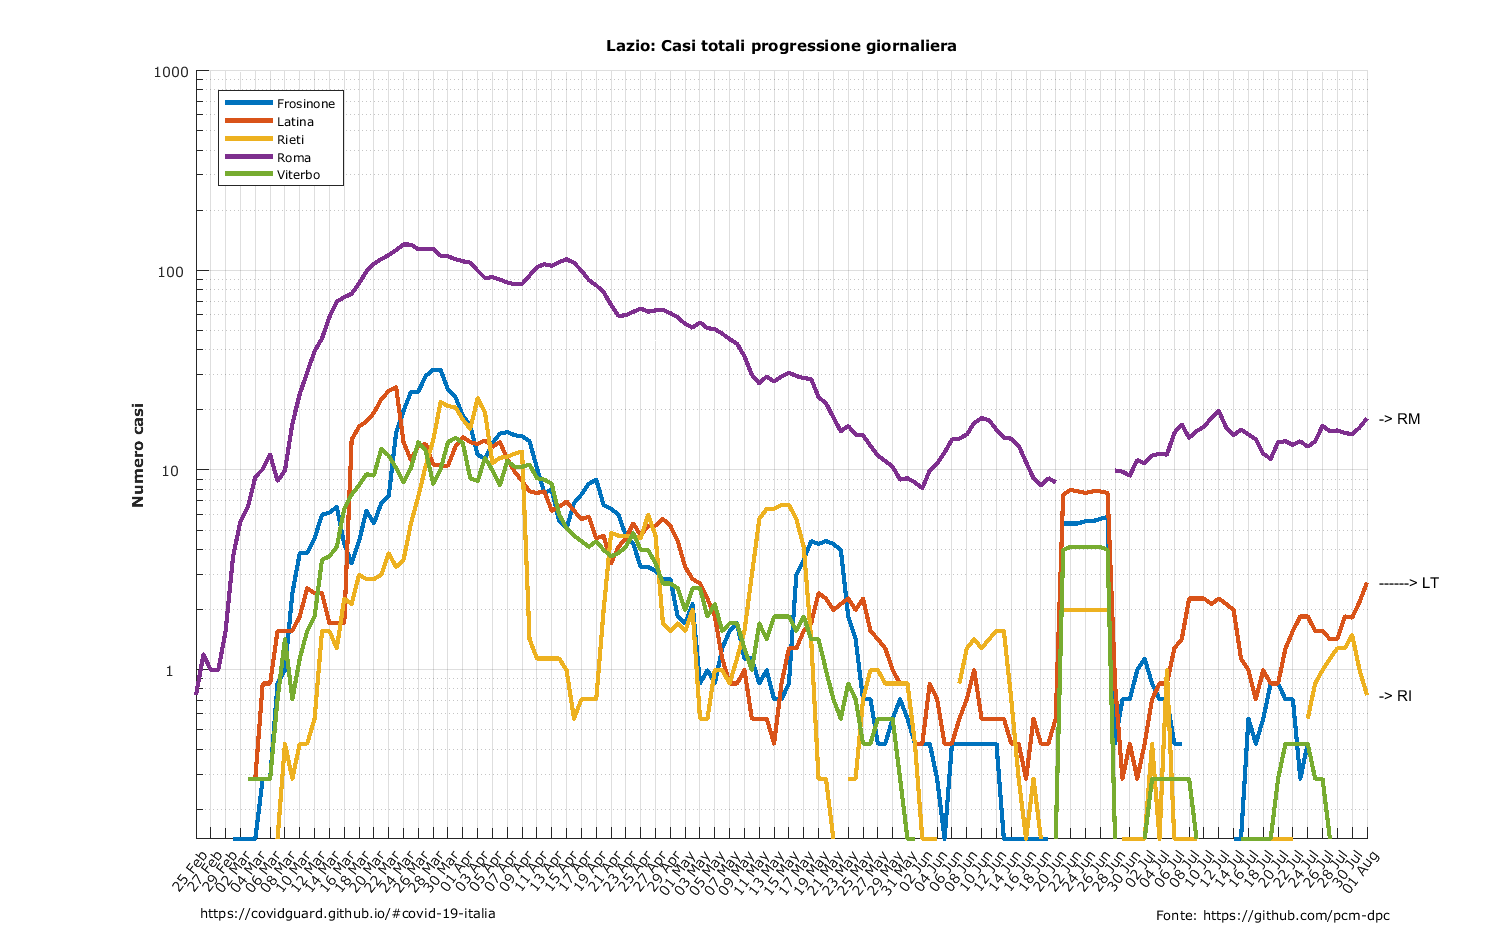 Lazio: Casi totali progressione giornaliera
1000
100
10
1
Numero casi
Frosinone
Latina
Rieti
Roma
Viterbo
-> RM
------> LT
-> RI
25 Feb
27 Feb
29 Feb
02 Mar
04 Mar
06 Mar
08 Mar
10 Mar
12 Mar
14 Mar
16 Mar
18 Mar
20 Mar
22 Mar
24 Mar
26 Mar
28 Mar
30 Mar
01 Apr
03 Apr
05 Apr
07 Apr
09 Apr
11 Apr
13 Apr
15 Apr
17 Apr
19 Apr
21 Apr
23 Apr
25 Apr
27 Apr
29 Apr
01 May
03 May
05 May
07 May
09 May
11 May
13 May
15 May
17 May
19 May
21 May
23 May
25 May
27 May
29 May
31 May
02 Jun
04 Jun
06 Jun
08 Jun
10 Jun
12 Jun
14 Jun
16 Jun
18 Jun
20 Jun
22 Jun
24 Jun
26 Jun
28 Jun
30 Jun
02 Jul
04 Jul
06 Jul
08 Jul
10 Jul
12 Jul
14 Jul
16 Jul
18 Jul
20 Jul
22 Jul
24 Jul
26 Jul
28 Jul
30 Jul
01 Aug
https://covidguard.github.io/#covid-19-italia
Fonte: https://github.com/pcm-dpc